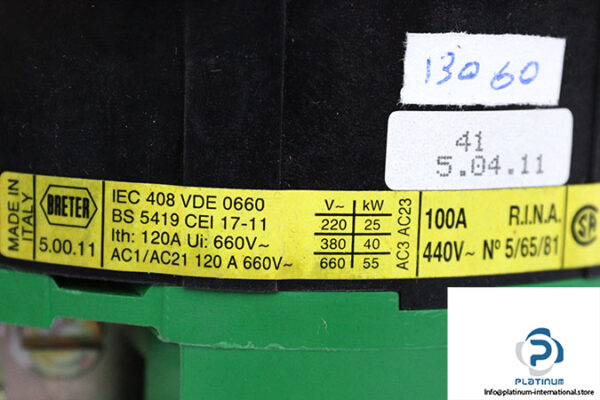 13060
41
5.04.11
MADE IN
ITALY
BRETER
5.00.11
IEC 408 VDE 0660
BS 5419 CEI 17-11
Ith: 120A Ui: 660V~
AC1/AC21 120 A 660V~
V~ kW
220 25
380 40
660 55
AC3 AC23
100A R.I.N.A.
440V~ Nº 5/65/81
SA
PLATINUM
Info@platinum-international.store